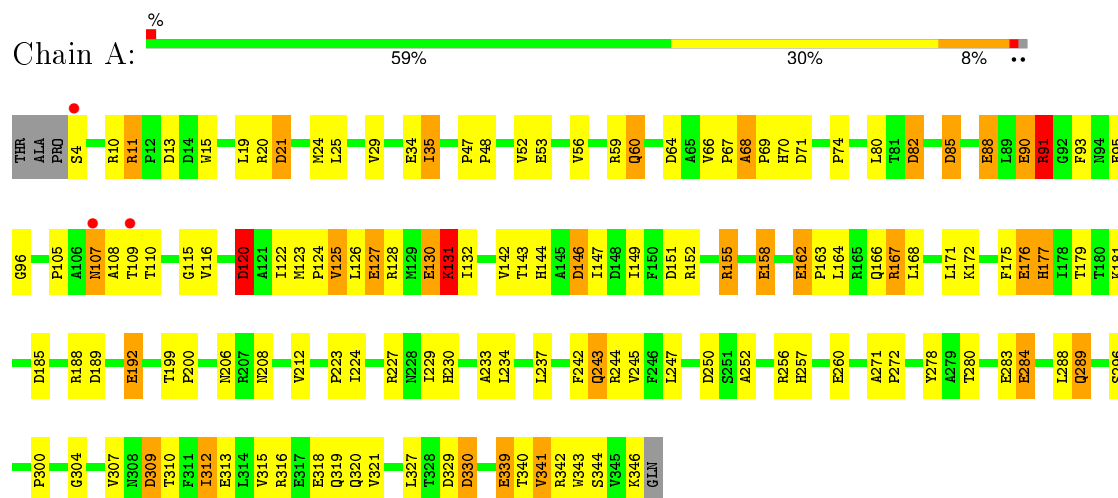 %
Chain A:
59% 30% 8% ••
THR ALA PRO S4 R10 R11 P12 D13 D14 W15 L19 R20 D21 M24 L25 V29 E34 I35 P47 P48 V52 E53 V56 R59 Q60 D64 A65 V66 P67 A68 P69 H70 D71 P74 L80 T81 D82 D85 E88 L89 E90 R91 G92 F93 N94 E95
G96 P105 A106 N107 A108 T109 T110 G115 V116 D120 A121 I122 M123 P124 V125 L126 E127 R128 M129 E130 K131 I132 V142 T143 H144 A145 D146 I147 D148 I149 F150 D151 R152 R155 E158 E162 P163 L164 R165 Q166 R167 L168 L171 K172 F175 E176 H177 I178 T179 T180 K181
D185 R188 D189 E192 T199 P200 N206 R207 N208 V212 P223 I224 R227 N228 I229 H230 A233 L234 L237 F242 Q243 R244 V245 F246 L247 D250 S251 A252 R256 H257 E260 A271 P272 Y278 A279 T280 E283 E284 L288 Q289 S296
P300 G304 V307 N308 D309 T310 F311 I312 E313 L314 V315 R316 E317 E318 Q319 Q320 V321 L327 T328 D329 D330 E339 T340 V341 R342 W343 S344 V345 K346 GLN